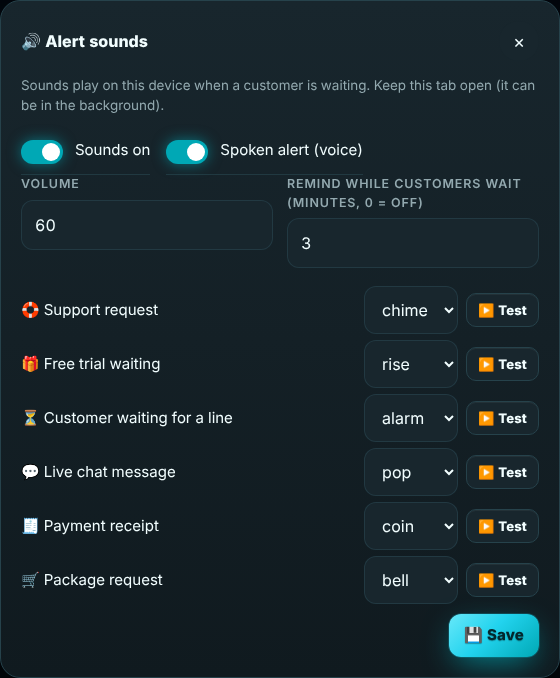 🔊 Alert sounds ✕
Sounds play on this device when a customer is waiting. Keep this tab open (it can
be in the background).
Sounds on Spoken alert (voice)
VOLUME
REMIND WHILE CUSTOMERS WAIT
(MINUTES, 0 = OFF)
60
3
🛟 Support request chime ▶️ Test
🎁 Free trial waiting rise ▶️ Test
⏳ Customer waiting for a line alarm ▶️ Test
💬 Live chat message pop ▶️ Test
🧾 Payment receipt coin ▶️ Test
🛒 Package request bell ▶️ Test
💾 Save